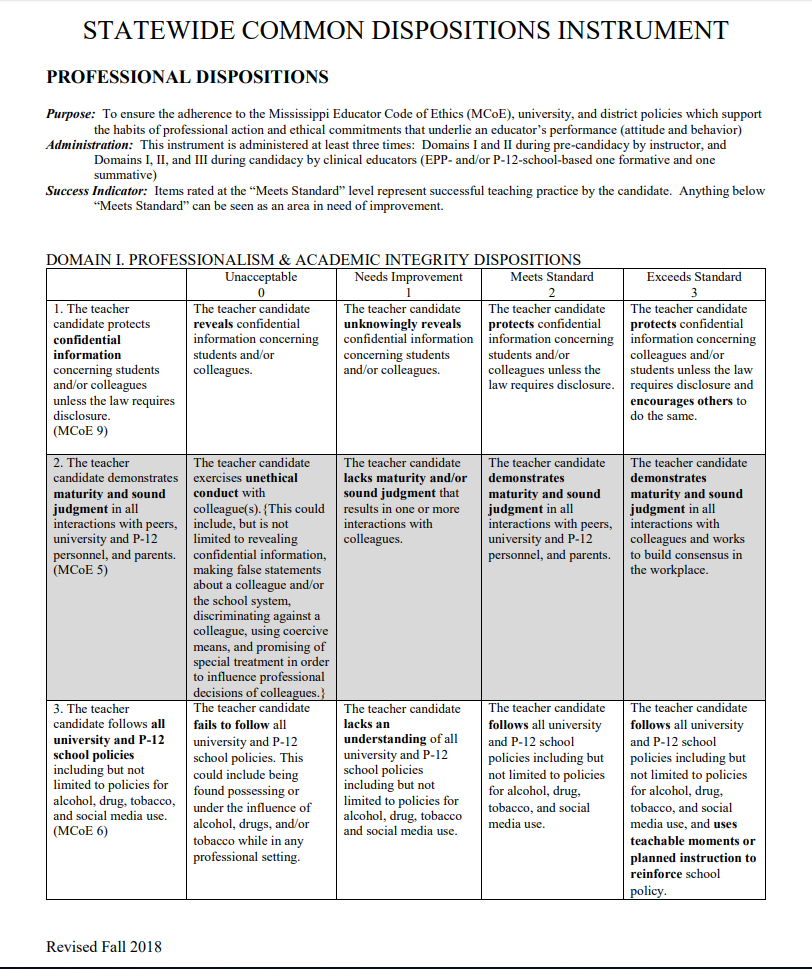 STATEWIDE COMMON DISPOSITIONS INSTRUMENT
PROFESSIONAL DISPOSITIONS
Purpose: To ensure the adherence to the Mississippi Educator Code of Ethics (MCoE), university, and district policies which support
the habits of professional action and ethical commitments that underlie an educator's performance (attitude and behavior)
Administration: This instrument is administered at least three times: Domains I and II during pre-candidacy by instructor, and
Domains I, II, and III during candidacy by clinical educators (EPP- and/or P-12-school-based one formative and one
summative)
Success Indicator: Items rated at the "Meets Standard" level represent successful teaching practice by the candidate. Anything below
"Meets Standard" can be seen as an area in need of improvement.
DOMAIN I. PROFESSIONALISM & ACADEMIC INTEGRITY DISPOSITIONS
Unacceptable
0
Needs Improvement
1
Meets Standard
2
Exceeds Standard
3
1. The teacher
candidate protects
confidential
information
concerning students
and/or colleagues
unless the law requires
disclosure.
(MCoE 9)
The teacher candidate
reveals confidential
information concerning
students and/or
colleagues.
The teacher candidate
unknowingly reveals
confidential information
concerning students
and/or colleagues.
The teacher candidate
protects confidential
information concerning
students and/or
colleagues unless the
law requires disclosure.
The teacher candidate
protects confidential
information concerning
colleagues and/or
students unless the law
requires disclosure and
encourages others to
do the same.
2. The teacher
candidate demonstrates
maturity and sound
judgment in all
interactions with peers,
university and P-12
personnel, and parents.
(MCoE 5)
The teacher candidate
exercises unethical
conduct with
colleague(s).{This could
include, but is not
limited to revealing
confidential information,
making false statements
about a colleague and/or
the school system,
discriminating against a
colleague, using coercive
means, and promising of
special treatment in order
to influence professional
decisions of colleagues.}
The teacher candidate
lacks maturity and/or
sound judgment that
results in one or more
interactions with
colleagues.
The teacher candidate
demonstrates
maturity and sound
judgment in all
interactions with peers,
university and P-12
personnel, and parents.
The teacher candidate
demonstrates
maturity and sound
judgment in all
interactions with
colleagues and works
to build consensus in
the workplace.
3. The teacher
candidate follows all
university and P-12
school policies
including but not
limited to policies for
alcohol, drug, tobacco,
and social media use.
(MCoE 6)
The teacher candidate
fails to follow all
university and P-12
school policies. This
could include being
found possessing or
under the influence of
alcohol, drugs, and/or
tobacco while in any
professional setting.
The teacher candidate
lacks an
understanding of all
university and P-12
school policies
including but not
limited to policies for
alcohol, drug, tobacco
and social media use.
The teacher candidate
follows all university
and P-12 school
policies including but
not limited to policies
for alcohol, drug,
tobacco, and social
media use.
The teacher candidate
follows all university
and P-12 school
policies including but
not limited to policies
for alcohol, drug,
tobacco, and social
media use, and uses
teachable moments or
planned instruction to
reinforce school
policy.
Revised Fall 2018